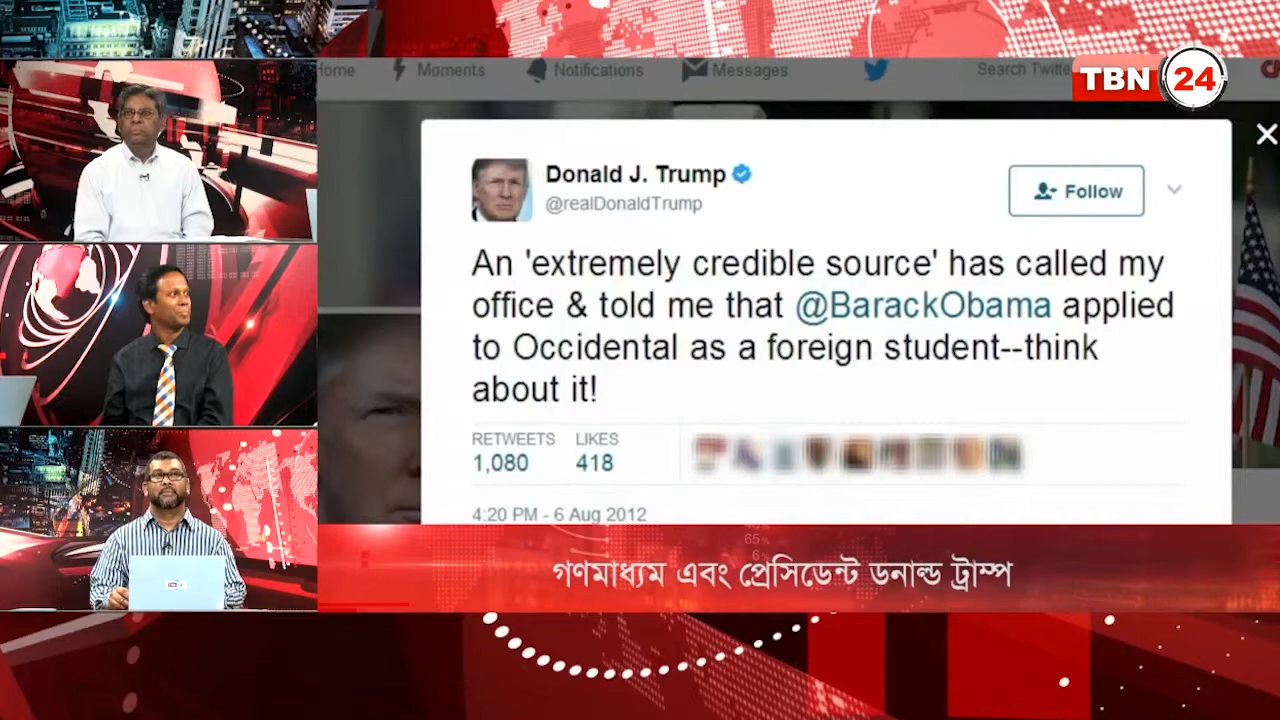 Home Moments Notifications Messages Search Twitte
TBN 24
Donald J. Trump
@realDonaldTrump
Follow
An 'extremely credible source' has called my
office & told me that @BarackObama applied
to Occidental as a foreign student--think
about it!
RETWEETS LIKES
1,080 418
4:20 PM - 6 Aug 2012
65%
গণমাধ্যম এবং প্রেসিডেন্ট ডনাল্ড ট্রাম্প